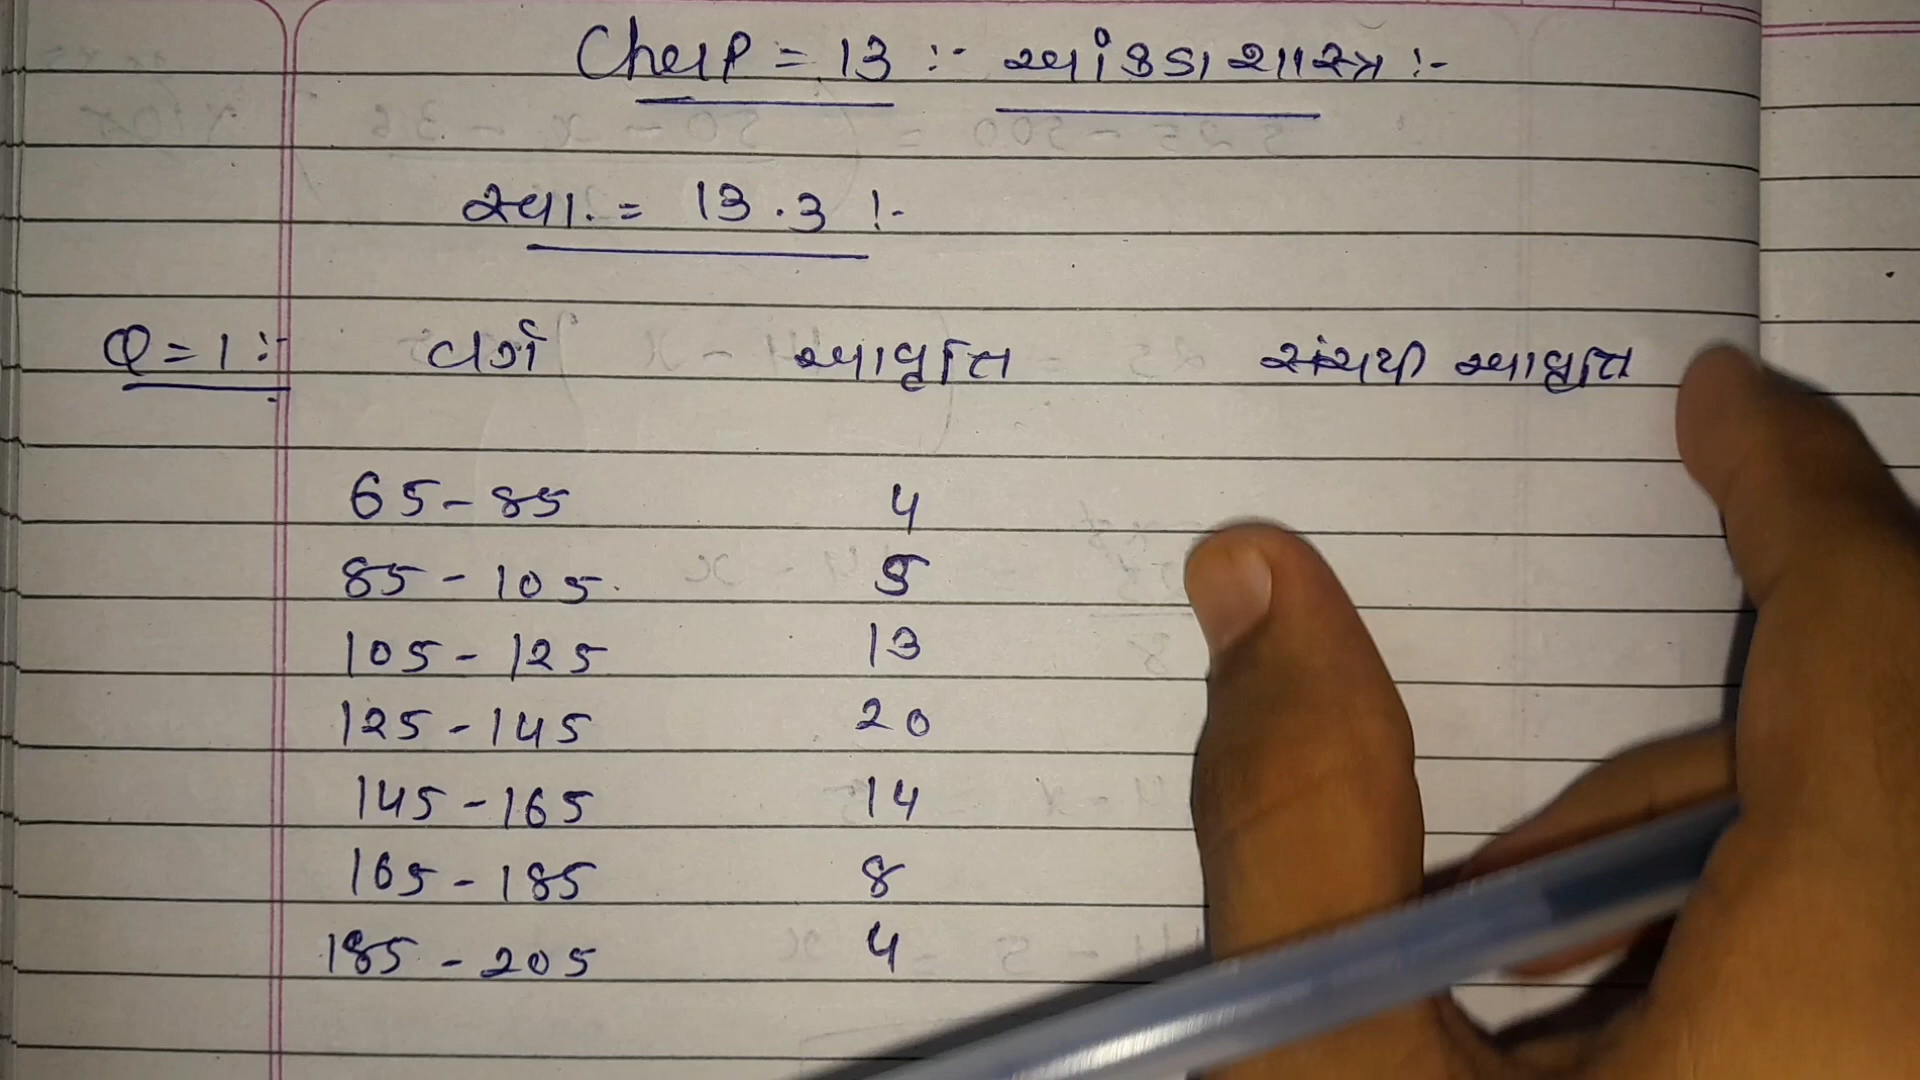 Chap = 13 :- આંકડાશાસ્ત્ર :-
સ્વા. = 13.3 :-
Q=1 :- વર્ગ આવૃત્તિ સંચયી આવૃત્તિ
65-85 4
85-105. 5
105-125 13
125-145 20
145-165 14
165-185 8
185-205 4